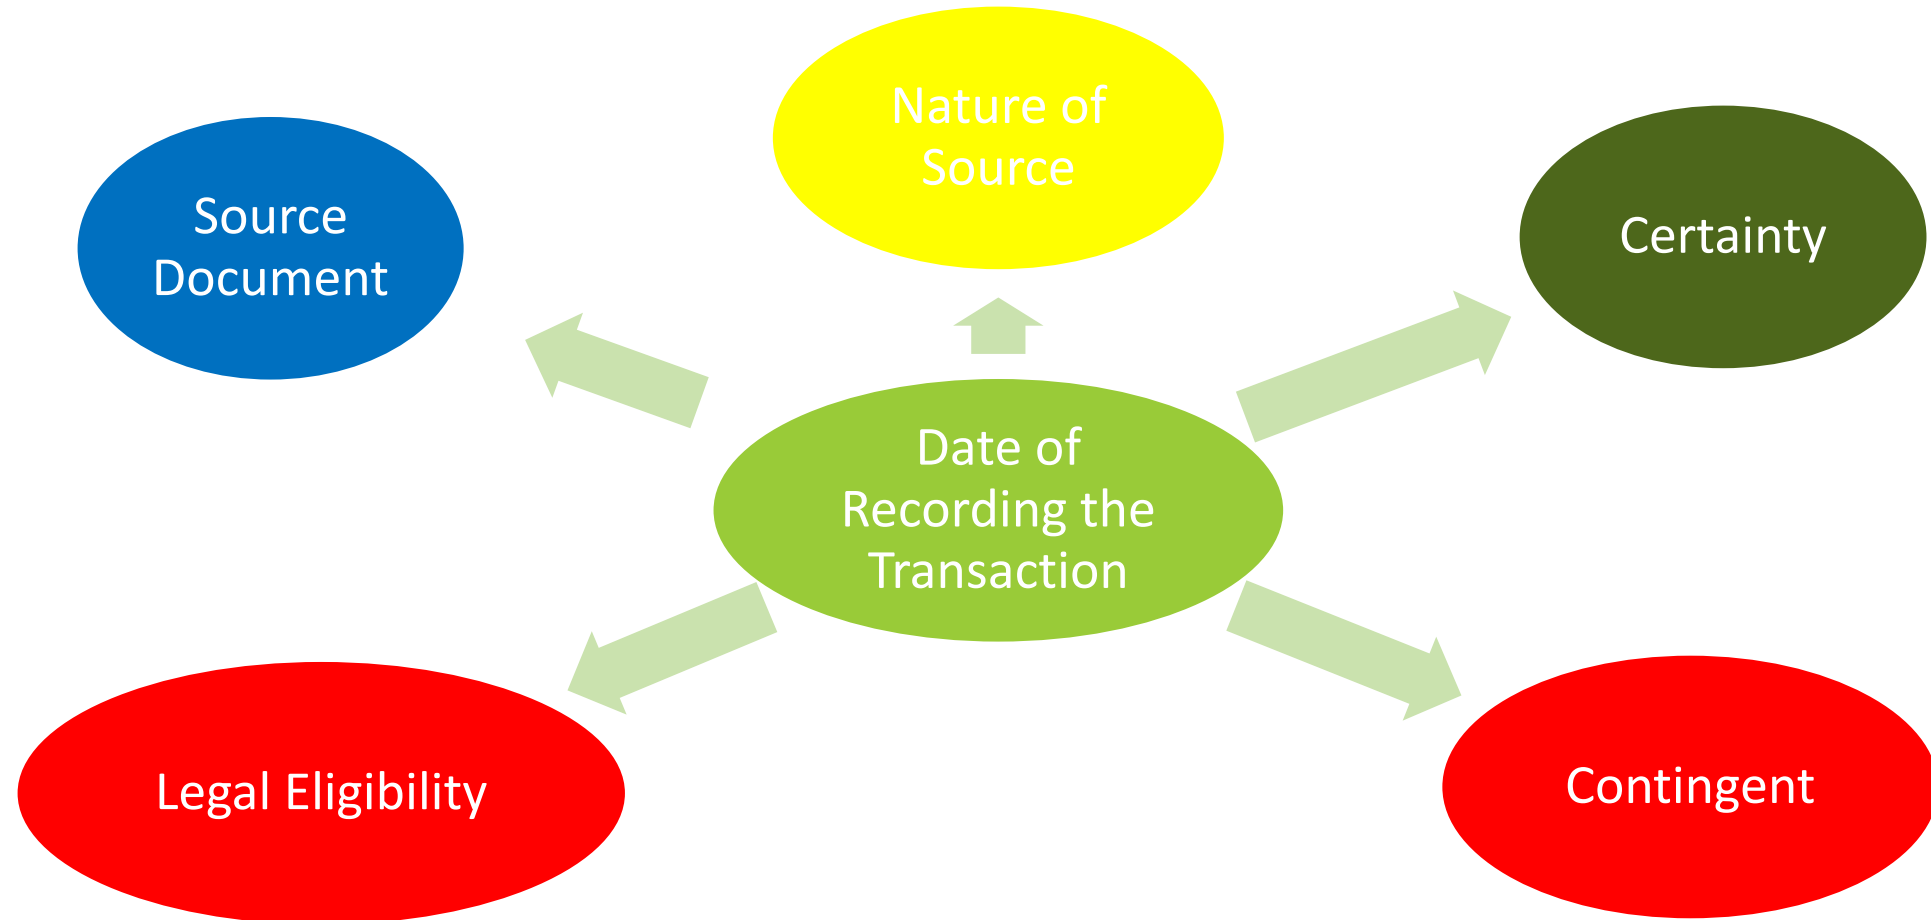 Nature of
Source
Source
Document
Certainty
Date of
Recording the
Transaction
Legal Eligibility
Contingent